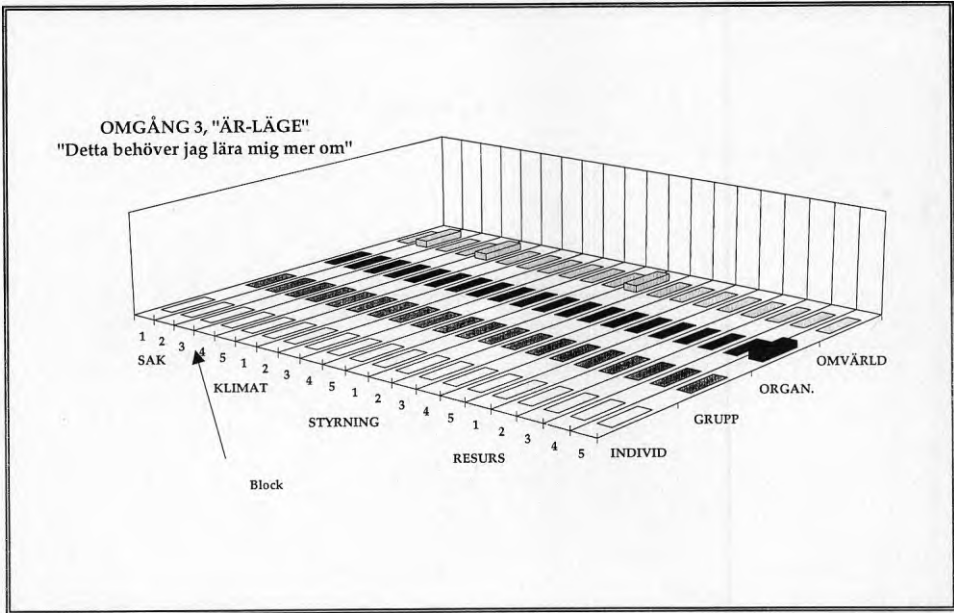 OMGÅNG 3, "ÄR-LÄGE"
"Detta behöver jag lära mig mer om"
1 2 3 4 5 1 2 3 4 5 1 2 3 4 5 1 2 3 4 5
SAK
KLIMAT
STYRNING
RESURS
INDIVID
GRUPP
ORGAN.
OMVÄRLD
Block